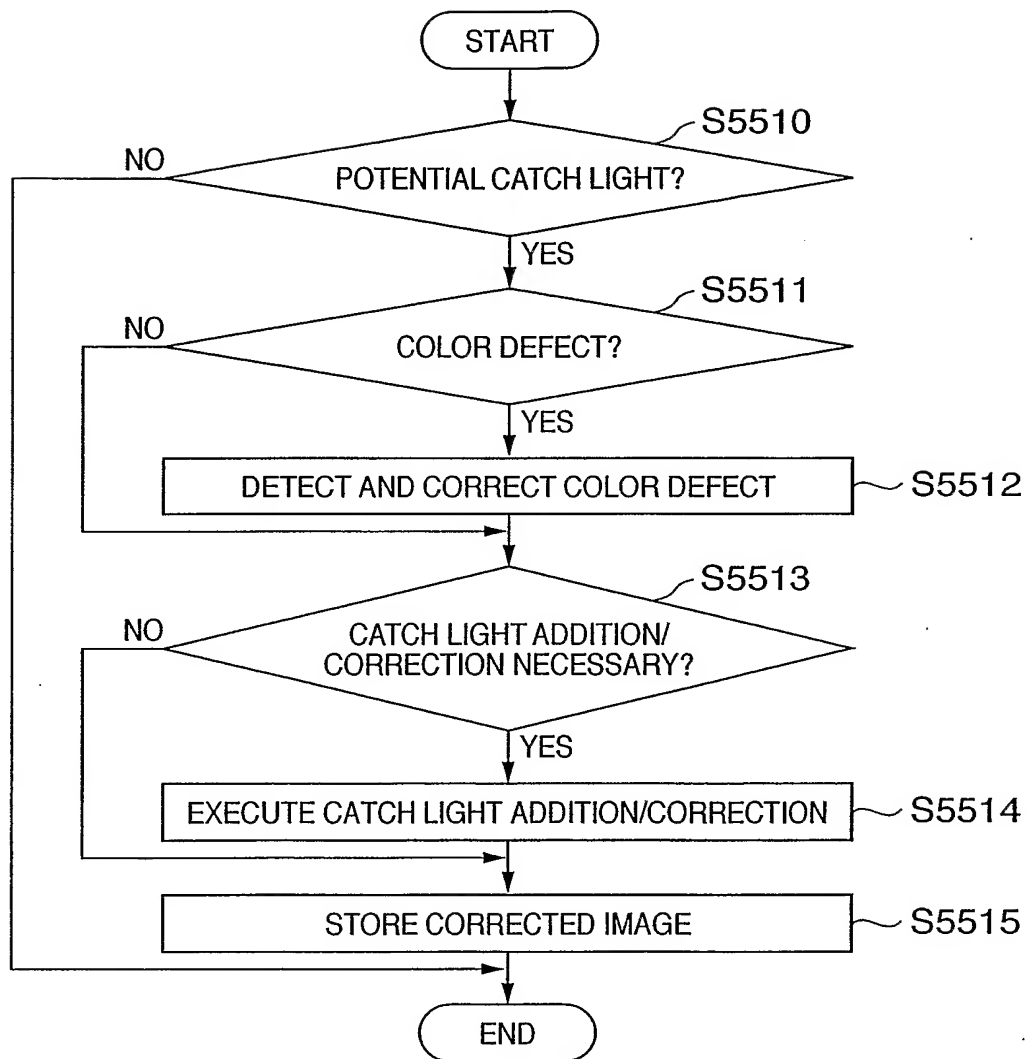 START
S5510
NO
POTENTIAL CATCH LIGHT?
YES
S5511
NO
COLOR DEFECT?
YES
DETECT AND CORRECT COLOR DEFECT
S5512
S5513
NO
CATCH LIGHT ADDITION/
CORRECTION NECESSARY?
YES
EXECUTE CATCH LIGHT ADDITION/CORRECTION
S5514
STORE CORRECTED IMAGE
S5515
END